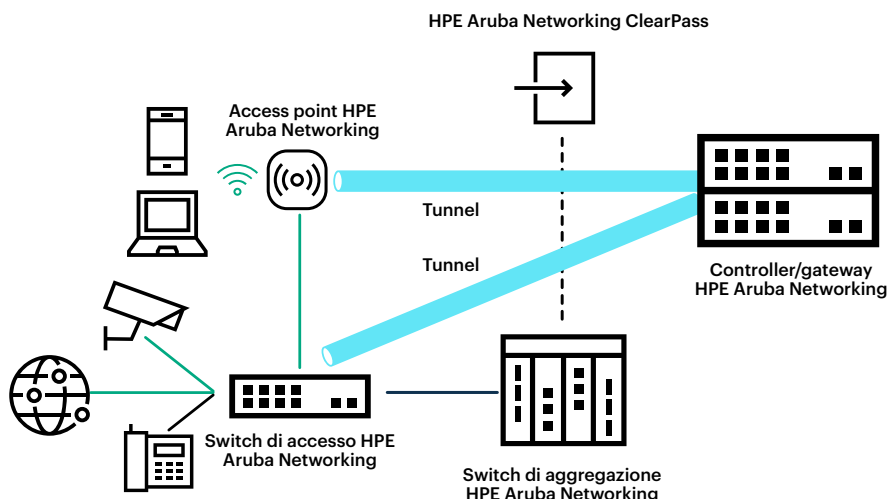 HPE Aruba Networking ClearPass
Access point HPE
Aruba Networking
Tunnel
Tunnel
Controller/gateway
HPE Aruba Networking
Switch di accesso HPE
Aruba Networking
Switch di aggregazione
HPE Aruba Networking